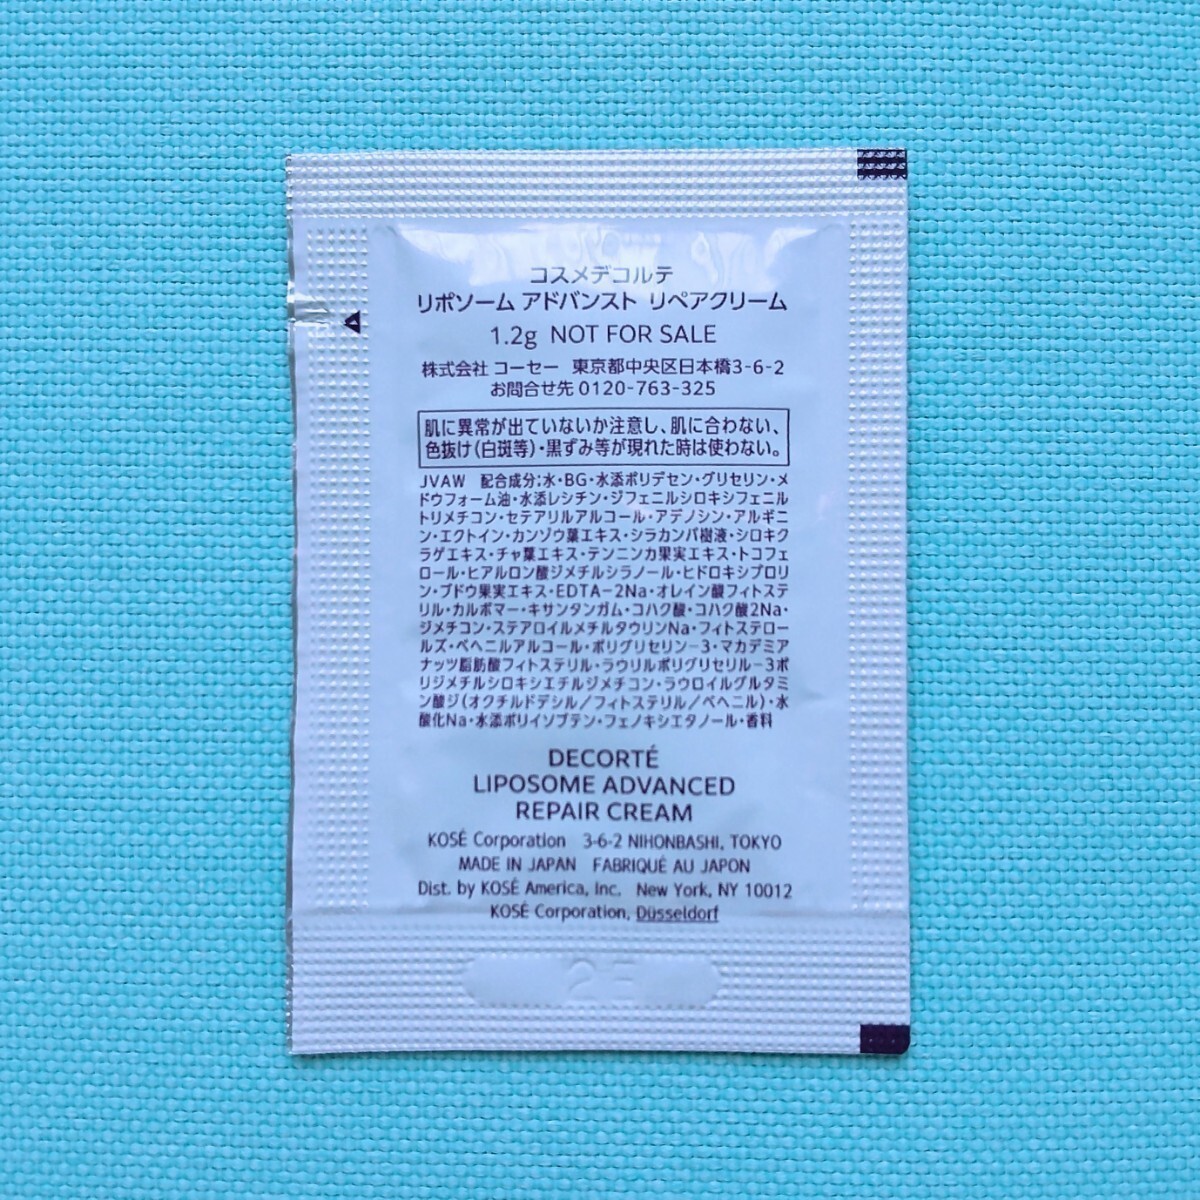 コスメデコルテ
リポソーム アドバンスト リペアクリーム
1.2g NOT FOR SALE
株式会社 コーセー 東京都中央区日本橋3-6-2
お問合せ先 0120-763-325
肌に異常が出ていないか注意し、肌に合わない、
色抜け(白斑等)・黒ずみ等が現れた時は使わない。
JVAW 配合成分:水・BG・水添ポリデセン・グリセリン・メ
ドウフォーム油・水添レシチン・ジフェニルシロキシフェニル
トリメチコン・セテアリルアルコール・アデノシン・アルギニ
ン・エクトイン・カンゾウ葉エキス・シラカンバ樹液・シロキク
ラゲエキス・チャ葉エキス・テンニンカ果実エキス・トコフェ
ロール・ヒアルロン酸ジメチルシラノール・ヒドロキシプロリ
ン・ブドウ果実エキス・EDTA-2Na・オレイン酸フィトステ
リル・カルボマー・キサンタンガム・コハク酸・コハク酸2Na・
ジメチコン・ステアロイルメチルタウリンNa・フィトステロー
ルズ・ベヘニルアルコール・ポリグリセリン-3・マカデミア
ナッツ脂肪酸フィトステリル・ラウリルポリグリセリル-3ポ
リジメチルシロキシエチルジメチコン・ラウロイルグルタミ
ン酸ジ(オクチルドデシル/フィトステリル/ベヘニル)・水
酸化Na・水添ポリイソブテン・フェノキシエタノール・香料
DECORTÉ
LIPOSOME ADVANCED
REPAIR CREAM
KOSÉ Corporation 3-6-2 NIHONBASHI, TOKYO
MADE IN JAPAN FABRIQUÉ AU JAPON
Dist. by KOSÉ America, Inc. New York, NY 10012
KOSÉ Corporation, Düsseldorf